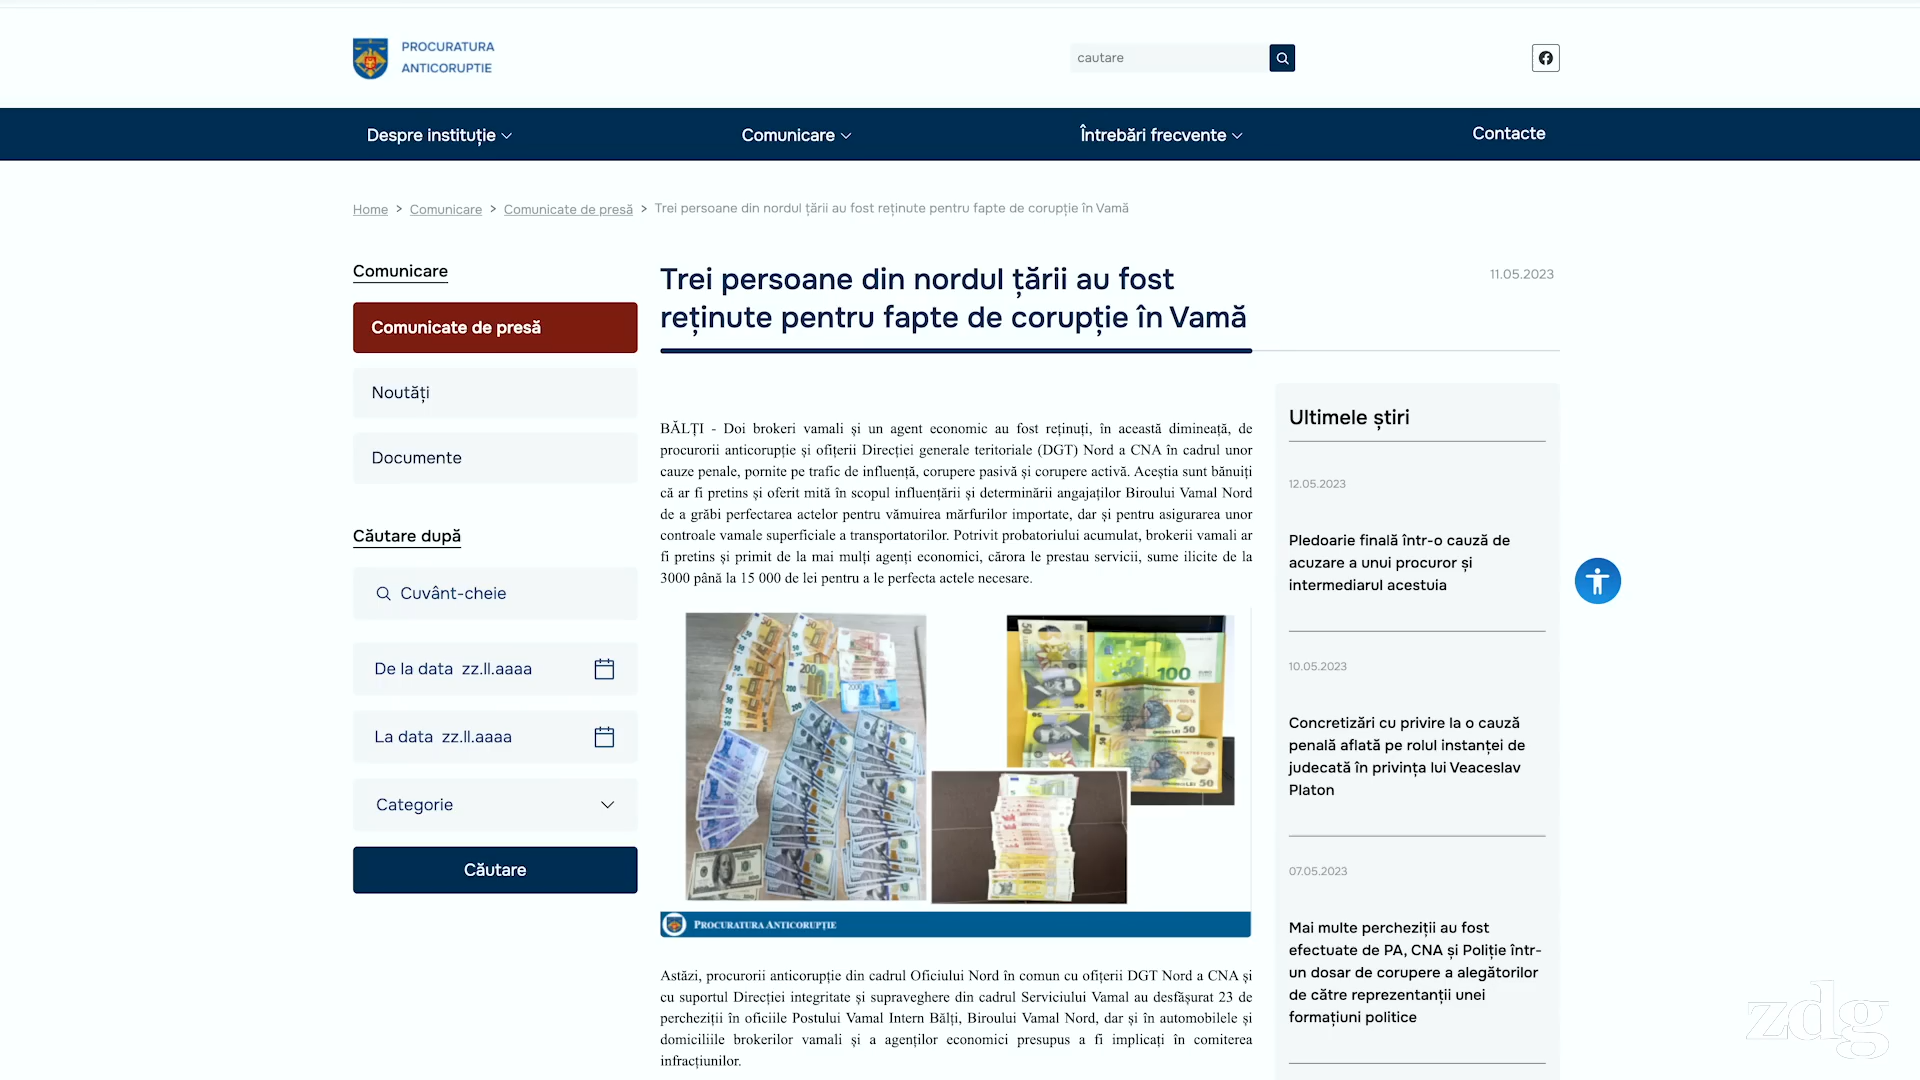 PROCURATURA
ANTICORUPTIE
cautare
Despre instituție
Comunicare
Întrebări frecvente
Contacte
Home > Comunicare > Comunicate de presă > Trei persoane din nordul țării au fost reținute pentru fapte de corupție în Vamă
Comunicare
Comunicate de presă
Noutăți
Documente
Căutare după
Cuvânt-cheie
De la data zz.ll.aaaa
La data zz.ll.aaaa
Categorie
Căutare
Trei persoane din nordul țării au fost
reținute pentru fapte de corupție în Vamă
11.05.2023
BĂLȚI - Doi brokeri vamali și un agent economic au fost reținuți, în această dimineață, de
procurorii anticorupție și ofițerii Direcției generale teritoriale (DGT) Nord a CNA în cadrul unor
cauze penale, pornite pe trafic de influență, corupere pasivă și corupere activă. Aceștia sunt bănuiți
că ar fi pretins și oferit mită în scopul influențării și determinării angajaților Biroului Vamal Nord
de a grăbi perfectarea actelor pentru vămuirea mărfurilor importate, dar și pentru asigurarea unor
controale vamale superficiale a transportatorilor. Potrivit probatoriului acumulat, brokerii vamali ar
fi pretins și primit de la mai mulți agenți economici, cărora le prestau servicii, sume ilicite de la
3000 până la 15 000 de lei pentru a le perfecta actele necesare.
50
200
200
100
50
50 LEI
PROCURATURA ANTICORUPȚIE
Astăzi, procurorii anticorupție din cadrul Oficiului Nord în comun cu ofițerii DGT Nord a CNA și
cu suportul Direcției integritate și supraveghere din cadrul Serviciului Vamal au desfășurat 23 de
percheziții în oficiile Postului Vamal Intern Bălți, Biroului Vamal Nord, dar și în automobilele și
domiciliile brokerilor vamali și a agenților economici presupus a fi implicați în comiterea
infracțiunilor.
Ultimele știri
12.05.2023
Pledoarie finală într-o cauză de
acuzare a unui procuror și
intermediarul acestuia
10.05.2023
Concretizări cu privire la o cauză
penală aflată pe rolul instanței de
judecată în privința lui Veaceslav
Platon
07.05.2023
Mai multe percheziții au fost
efectuate de PA, CNA și Poliție într-
un dosar de corupere a alegătorilor
de către reprezentanții unei
formațiuni politice
zdg